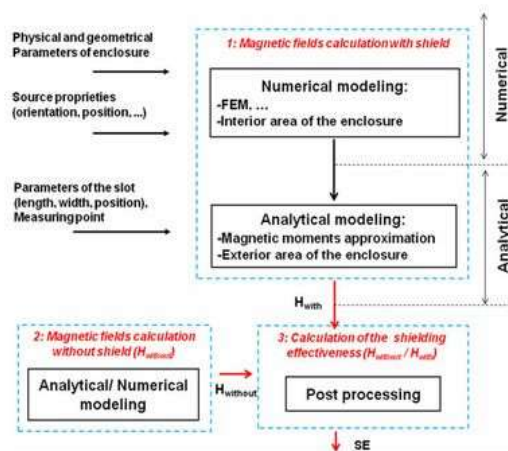 Physical and geometrical
Parameters of enclosure
Source proprieties
(orientation, position, ...)
Parameters of the slot
(length, width, position),
Measuring point
1: Magnetic fields calculation with shield
Numerical modeling:
-FEM, ...
-Interior area of the enclosure
Analytical modeling:
-Magnetic moments approximation
-Exterior area of the enclosure
Numerical
Analytical
Hwith
2: Magnetic fields calculation
without shield (Hwithout)
Analytical/ Numerical
modeling
Hwithout
3: Calculation of the shielding
effectiveness (Hwithout / Hwith)
Post processing
SE